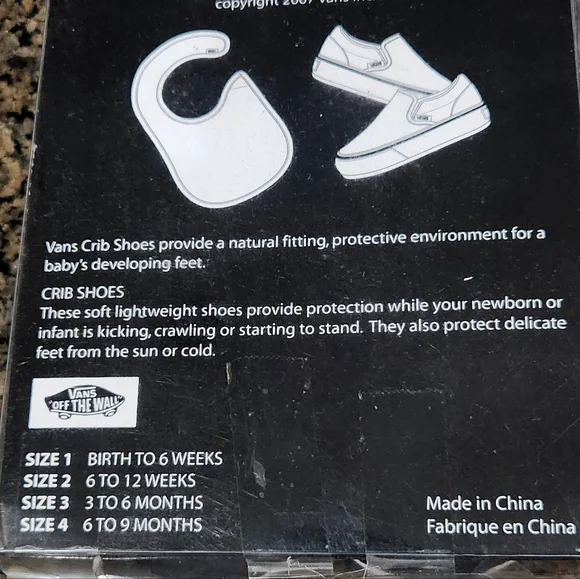 copyright 2007 Vans
Vans Crib Shoes provide a natural fitting, protective environment for a
baby's developing feet.
CRIB SHOES
These soft lightweight shoes provide protection while your newborn or
infant is kicking, crawling or starting to stand. They also protect delicate
feet from the sun or cold.
VANS
"OFF THE WALL"
SIZE 1 BIRTH TO 6 WEEKS
SIZE 2 6 TO 12 WEEKS
SIZE 3 3 TO 6 MONTHS
SIZE 4 6 TO 9 MONTHS
Made in China
Fabrique en China